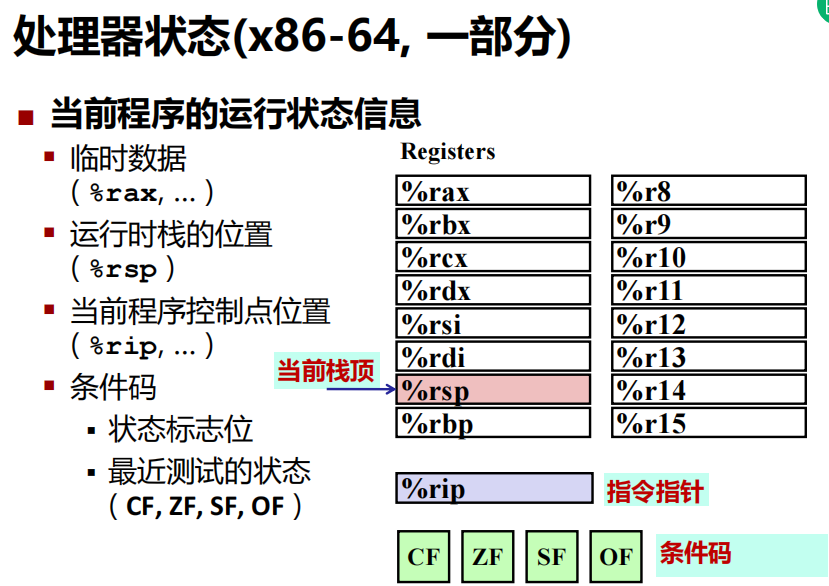 处理器状态(x86-64, 一部分)
当前程序的运行状态信息
临时数据
( %rax, … )
运行时栈的位置
( %rsp )
当前程序控制点位置
( %rip, … )
条件码
状态标志位
最近测试的状态
( CF, ZF, SF, OF )
Registers
%rax
%rbx
%rcx
%rdx
%rsi
%rdi
当前栈顶
%rsp
%rbp
%r8
%r9
%r10
%r11
%r12
%r13
%r14
%r15
%rip
指令指针
CF
ZF
SF
OF
条件码